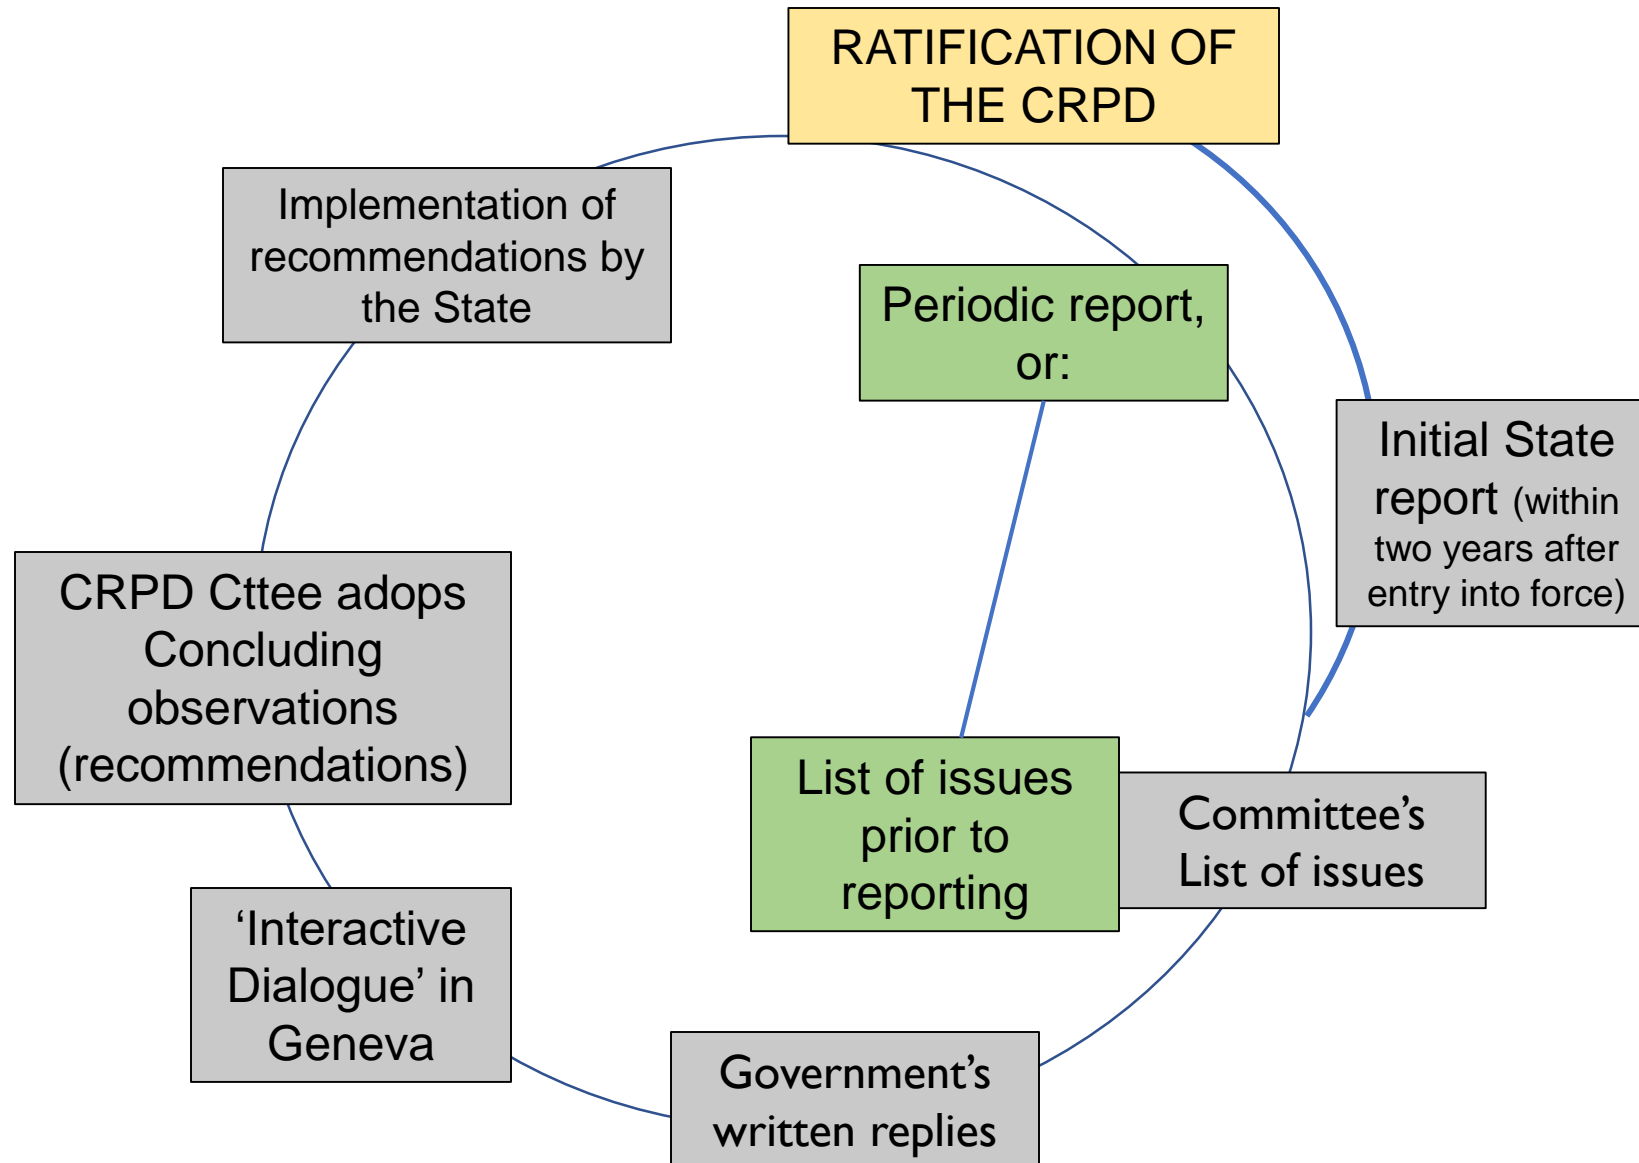 RATIFICATION OF
THE CRPD
Implementation of
recommendations by
the State
Periodic report,
or:
Initial State
report (within
two years after
entry into force)
CRPD Cttee adops
Concluding
observations
(recommendations)
List of issues
prior to
reporting
Committee’s
List of issues
‘Interactive
Dialogue’ in
Geneva
Government’s
written replies